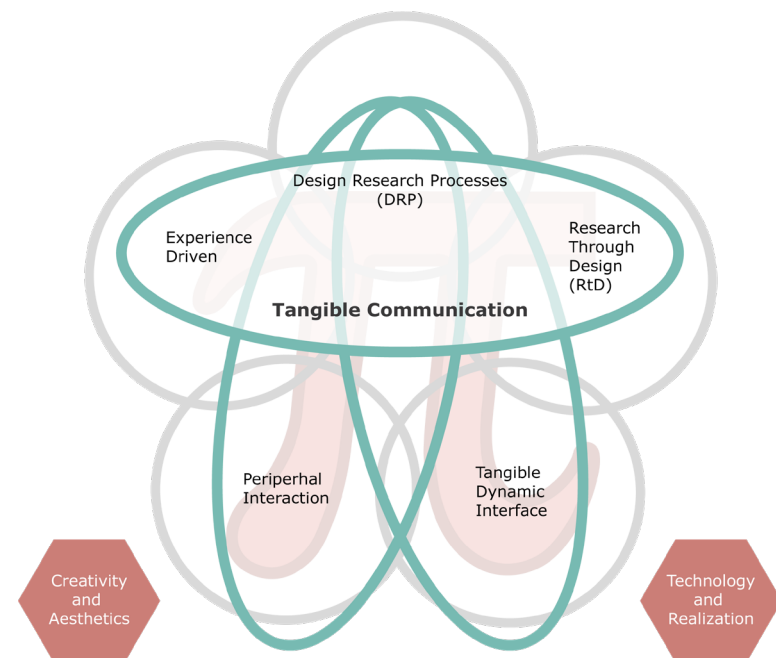 Design Research Processes
(DRP)
Experience
Driven
Research
Through
Design
(RtD)
Tangible Communication
Periperhal
Interaction
Tangible
Dynamic
Interface
Creativity
and
Aesthetics
Technology
and
Realization